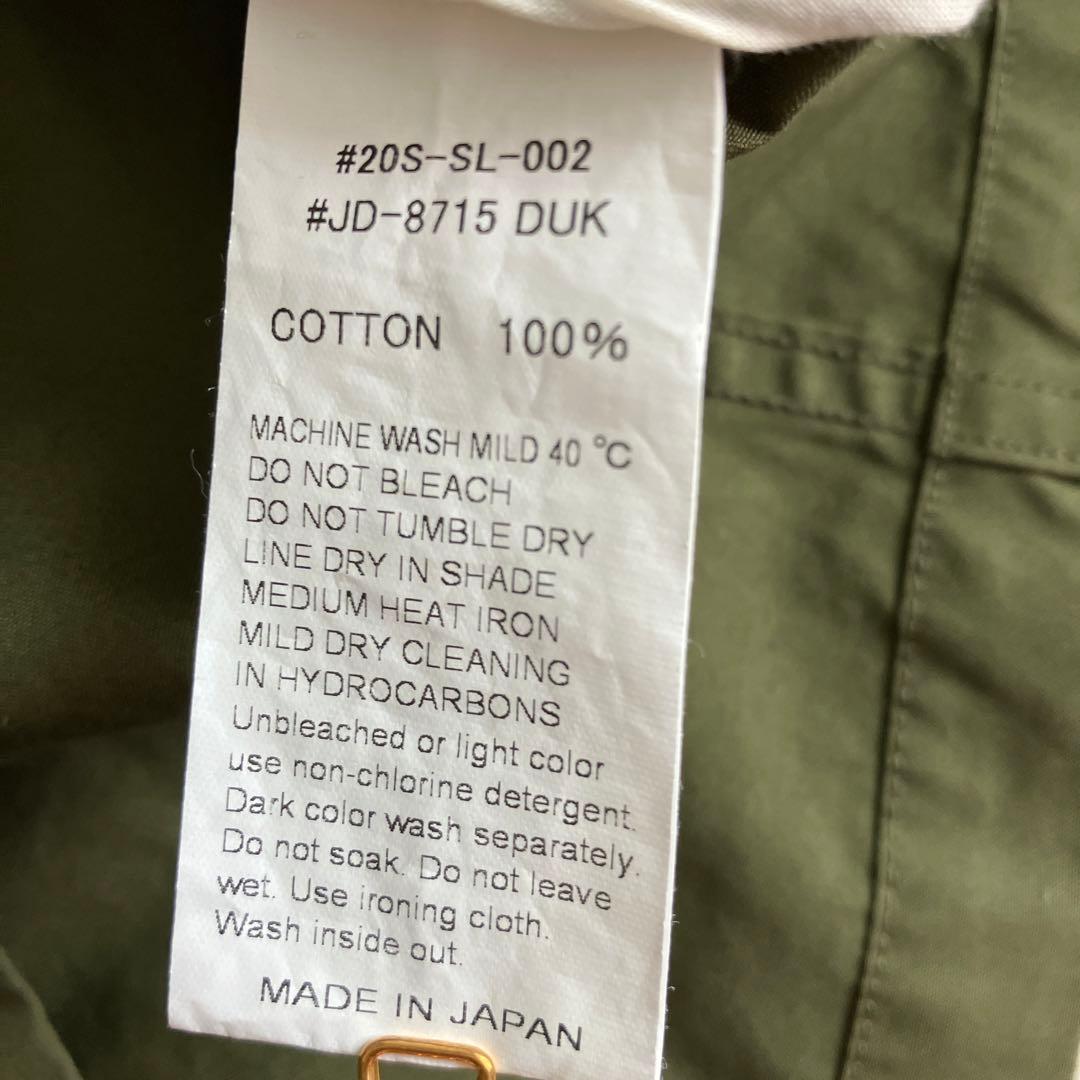 #20S-SL-002
#JD-8715 DUK
COTTON 100%
MACHINE WASH MILD 40 °C
DO NOT BLEACH
DO NOT TUMBLE DRY
LINE DRY IN SHADE
MEDIUM HEAT IRON
MILD DRY CLEANING
IN HYDROCARBONS
Unbleached or light color
use non-chlorine detergent.
Dark color wash separately.
Do not soak. Do not leave
wet. Use ironing cloth.
Wash inside out.
MADE IN JAPAN